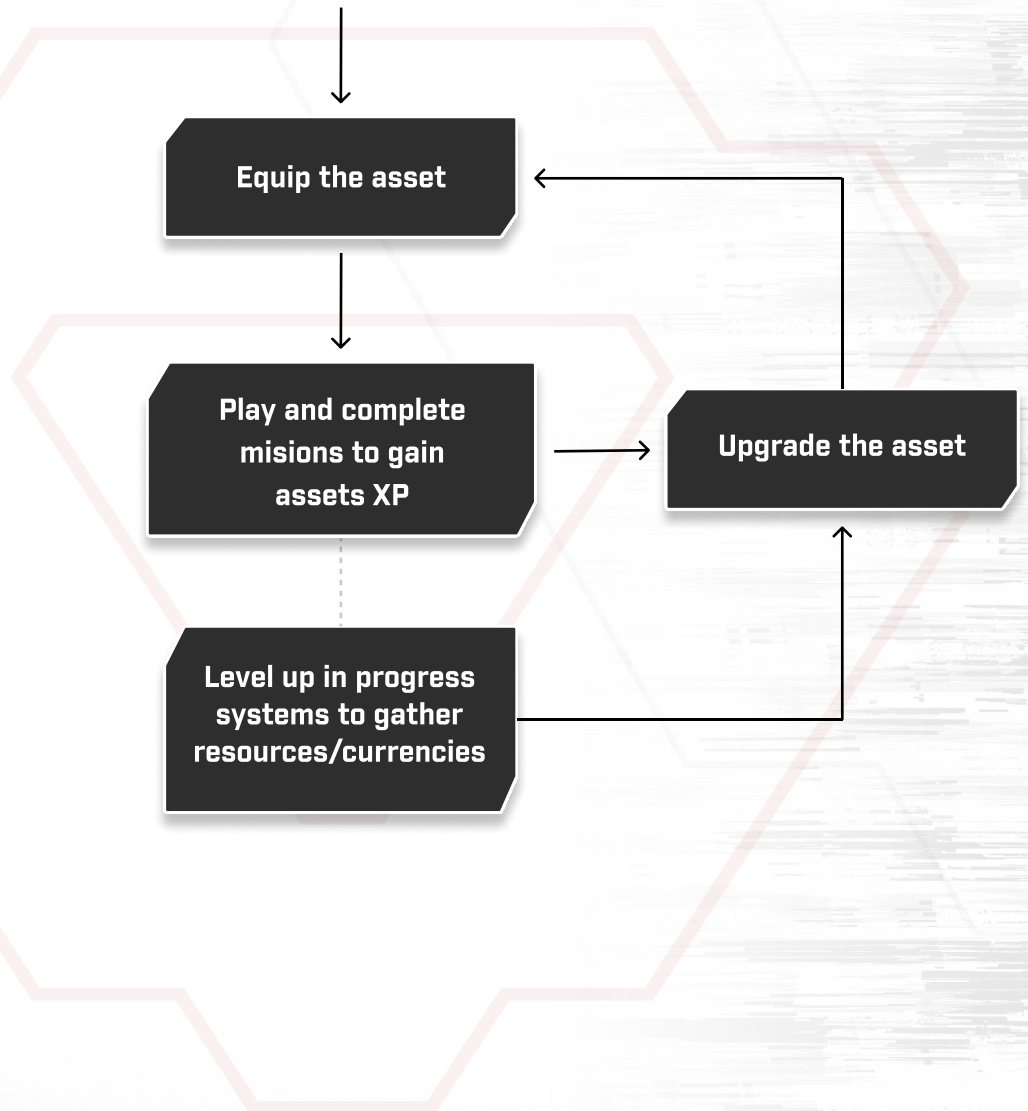 Equip the asset
Play and complete
misions to gain
assets XP
Upgrade the asset
Level up in progress
systems to gather
resources/currencies